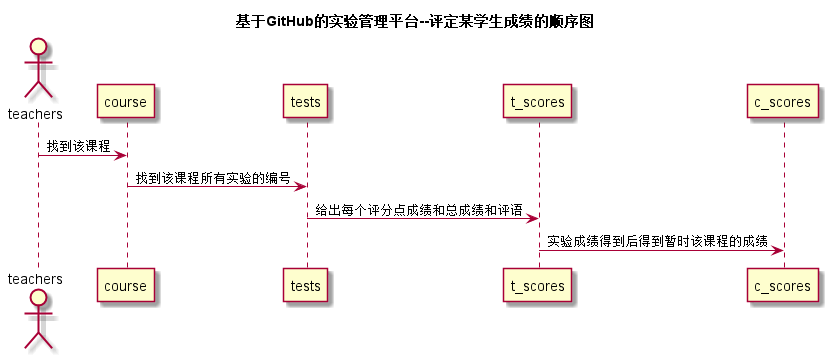 基于GitHub的实验管理平台--评定某学生成绩的顺序图
teachers
course
tests
t_scores
c_scores
找到该课程
找到该课程所有实验的编号
给出每个评分点成绩和总成绩和评语
实验成绩得到后得到暂时该课程的成绩
teachers
course
tests
t_scores
c_scores